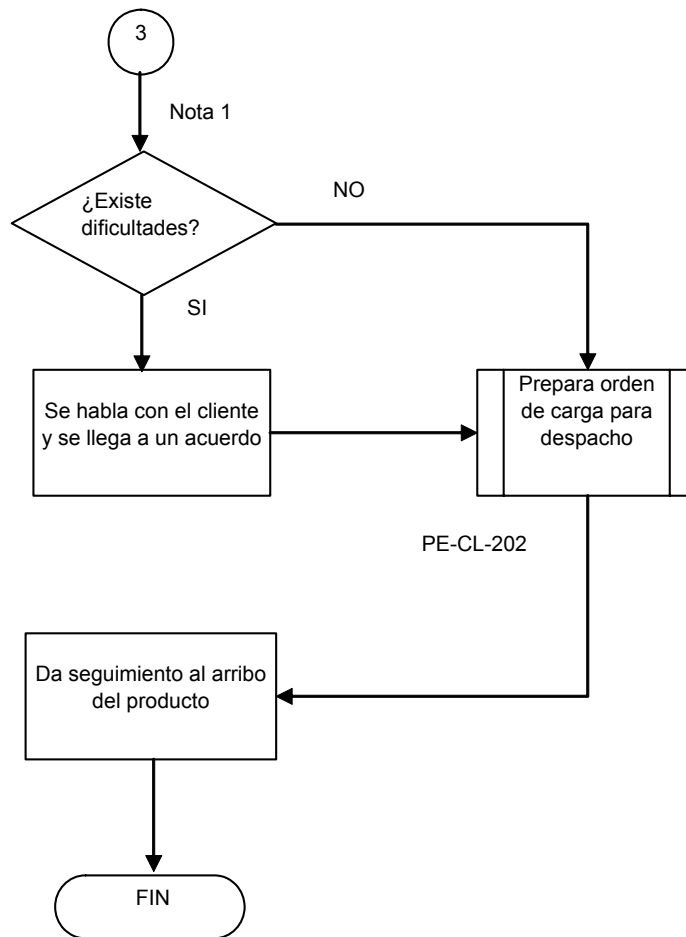 3
Nota 1
¿Existe
dificultades?
NO
SI
Se habla con el cliente
y se llega a un acuerdo
Prepara orden
de carga para
despacho
PE-CL-202
Da seguimiento al arribo
del producto
FIN